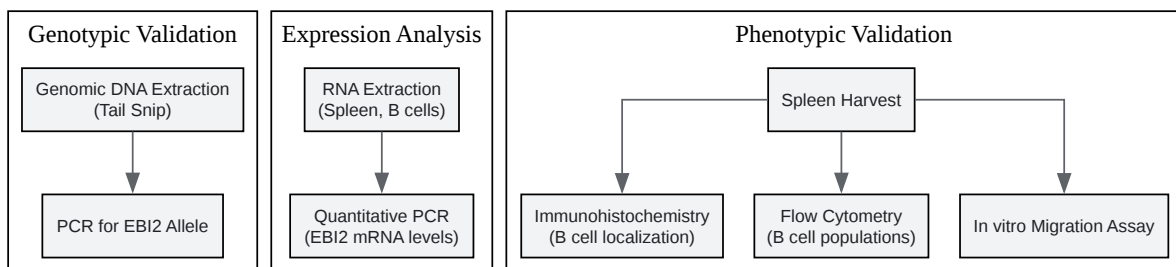 Genotypic Validation
Genomic DNA Extraction
(Tail Snip)
PCR for EBI2 Allele
Expression Analysis
RNA Extraction
(Spleen, B cells)
Quantitative PCR
(EBI2 mRNA levels)
Phenotypic Validation
Spleen Harvest
Immunohistochemistry
(B cell localization)
Flow Cytometry
(B cell populations)
In vitro Migration Assay